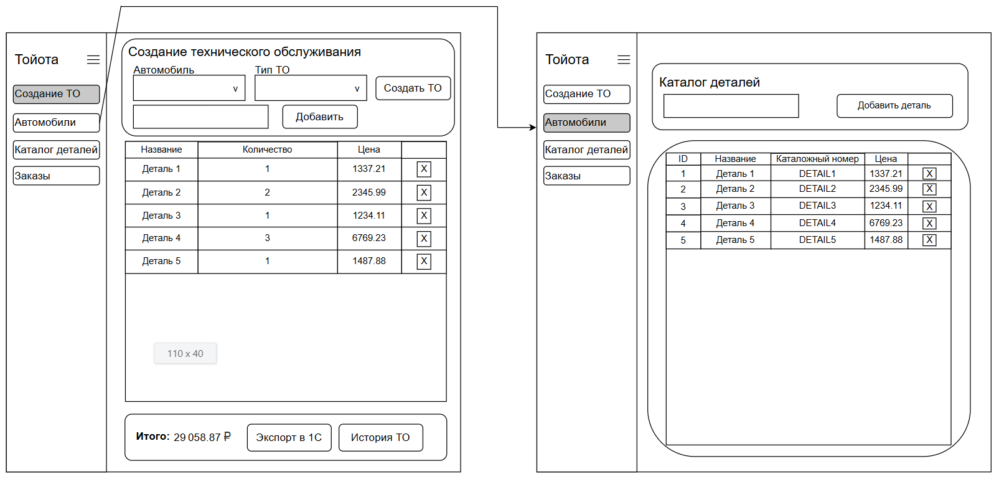 Тойота
Создание ТО
Автомобили
Каталог деталей
Заказы
Создание технического обслуживания
Автомобиль Тип ТО
v v Создать ТО
Добавить
Название Количество Цена
Деталь 1 1 1337.21 X
Деталь 2 2 2345.99 X
Деталь 3 1 1234.11 X
Деталь 4 3 6769.23 X
Деталь 5 1 1487.88 X
110 x 40
Итого: 29 058.87 ₽ Экспорт в 1С История ТО
Тойота
Создание ТО
Автомобили
Каталог деталей
Заказы
Каталог деталей
Добавить деталь
ID Название Каталожный номер Цена
1 Деталь 1 DETAIL1 1337.21 X
2 Деталь 2 DETAIL2 2345.99 X
3 Деталь 3 DETAIL3 1234.11 X
4 Деталь 4 DETAIL4 6769.23 X
5 Деталь 5 DETAIL5 1487.88 X